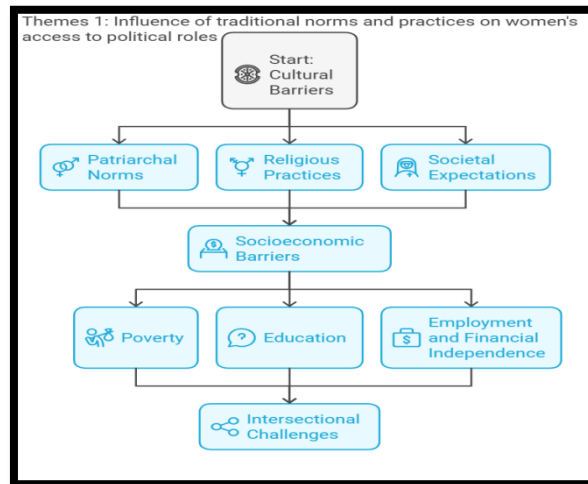 Themes 1: Influence of traditional norms and practices on women's
access to political roles
Start:
Cultural
Barriers
Patriarchal
Norms
Religious
Practices
Societal
Expectations
Socioeconomic
Barriers
Poverty
Education
Employment
and Financial
Independence
Intersectional
Challenges